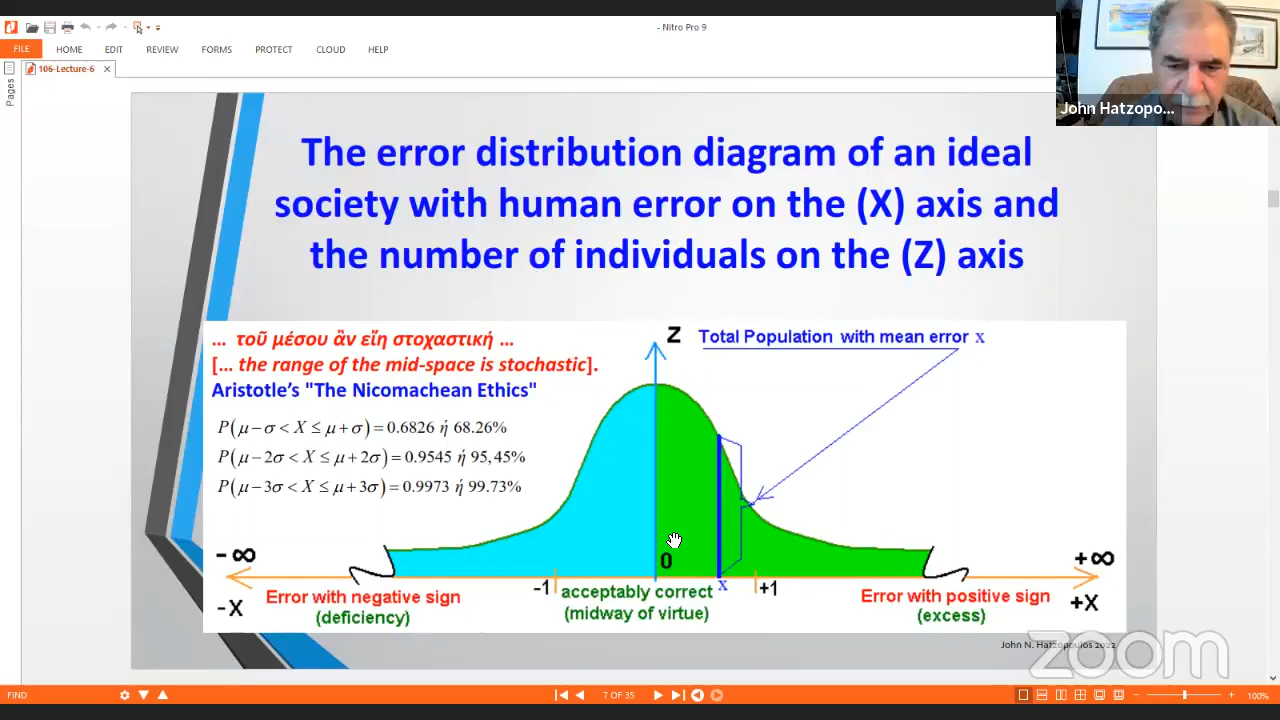 - Nitro Pro 9
FILE HOME EDIT REVIEW FORMS PROTECT CLOUD HELP
106-Lecture-6
Pages
John Hatzopo...
The error distribution diagram of an ideal
society with human error on the (X) axis and
the number of individuals on the (Z) axis
... τοῦ μέσου ἂν εἴη στοχαστική ...
[... the range of the mid-space is stochastic].
Aristotle's "The Nicomachean Ethics"
P(μ−σ < X ≤ μ+σ) = 0.6826 ή 68.26%
P(μ−2σ < X ≤ μ+2σ) = 0.9545 ή 95,45%
P(μ−3σ < X ≤ μ+3σ) = 0.9973 ή 99.73%
Z
Total Population with mean error x
- ∞
0
+∞
-X
Error with negative sign
(deficiency)
-1
acceptably correct
(midway of virtue)
x
+1
Error with positive sign
(excess)
+X
John N. Hatzopoulos 2022
zoom
FIND
7 OF 35
100%